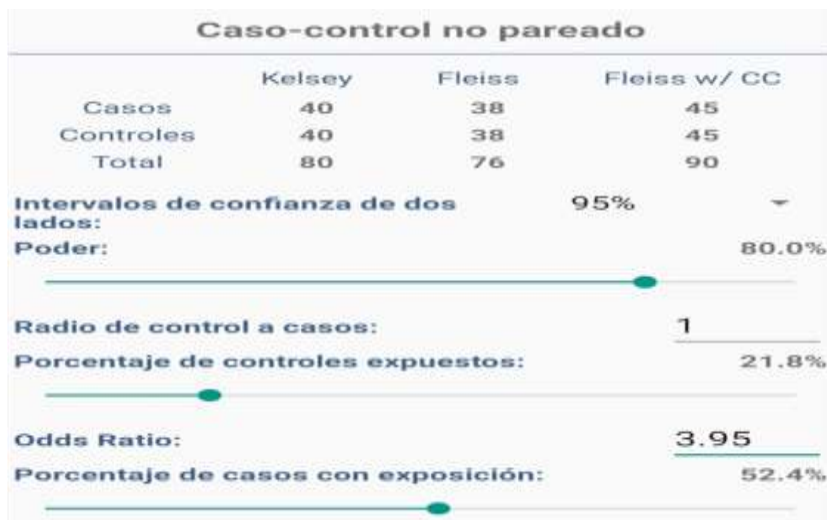 Caso-control no pareado
Kelsey Fleiss Fleiss w/ CC
Casos 40 38 45
Controles 40 38 45
Total 80 76 90
Intervalos de confianza de dos 95%
lados:
Poder: 80.0%
Radio de control a casos: 1
Porcentaje de controles expuestos: 21.8%
Odds Ratio: 3.95
Porcentaje de casos con exposición: 52.4%